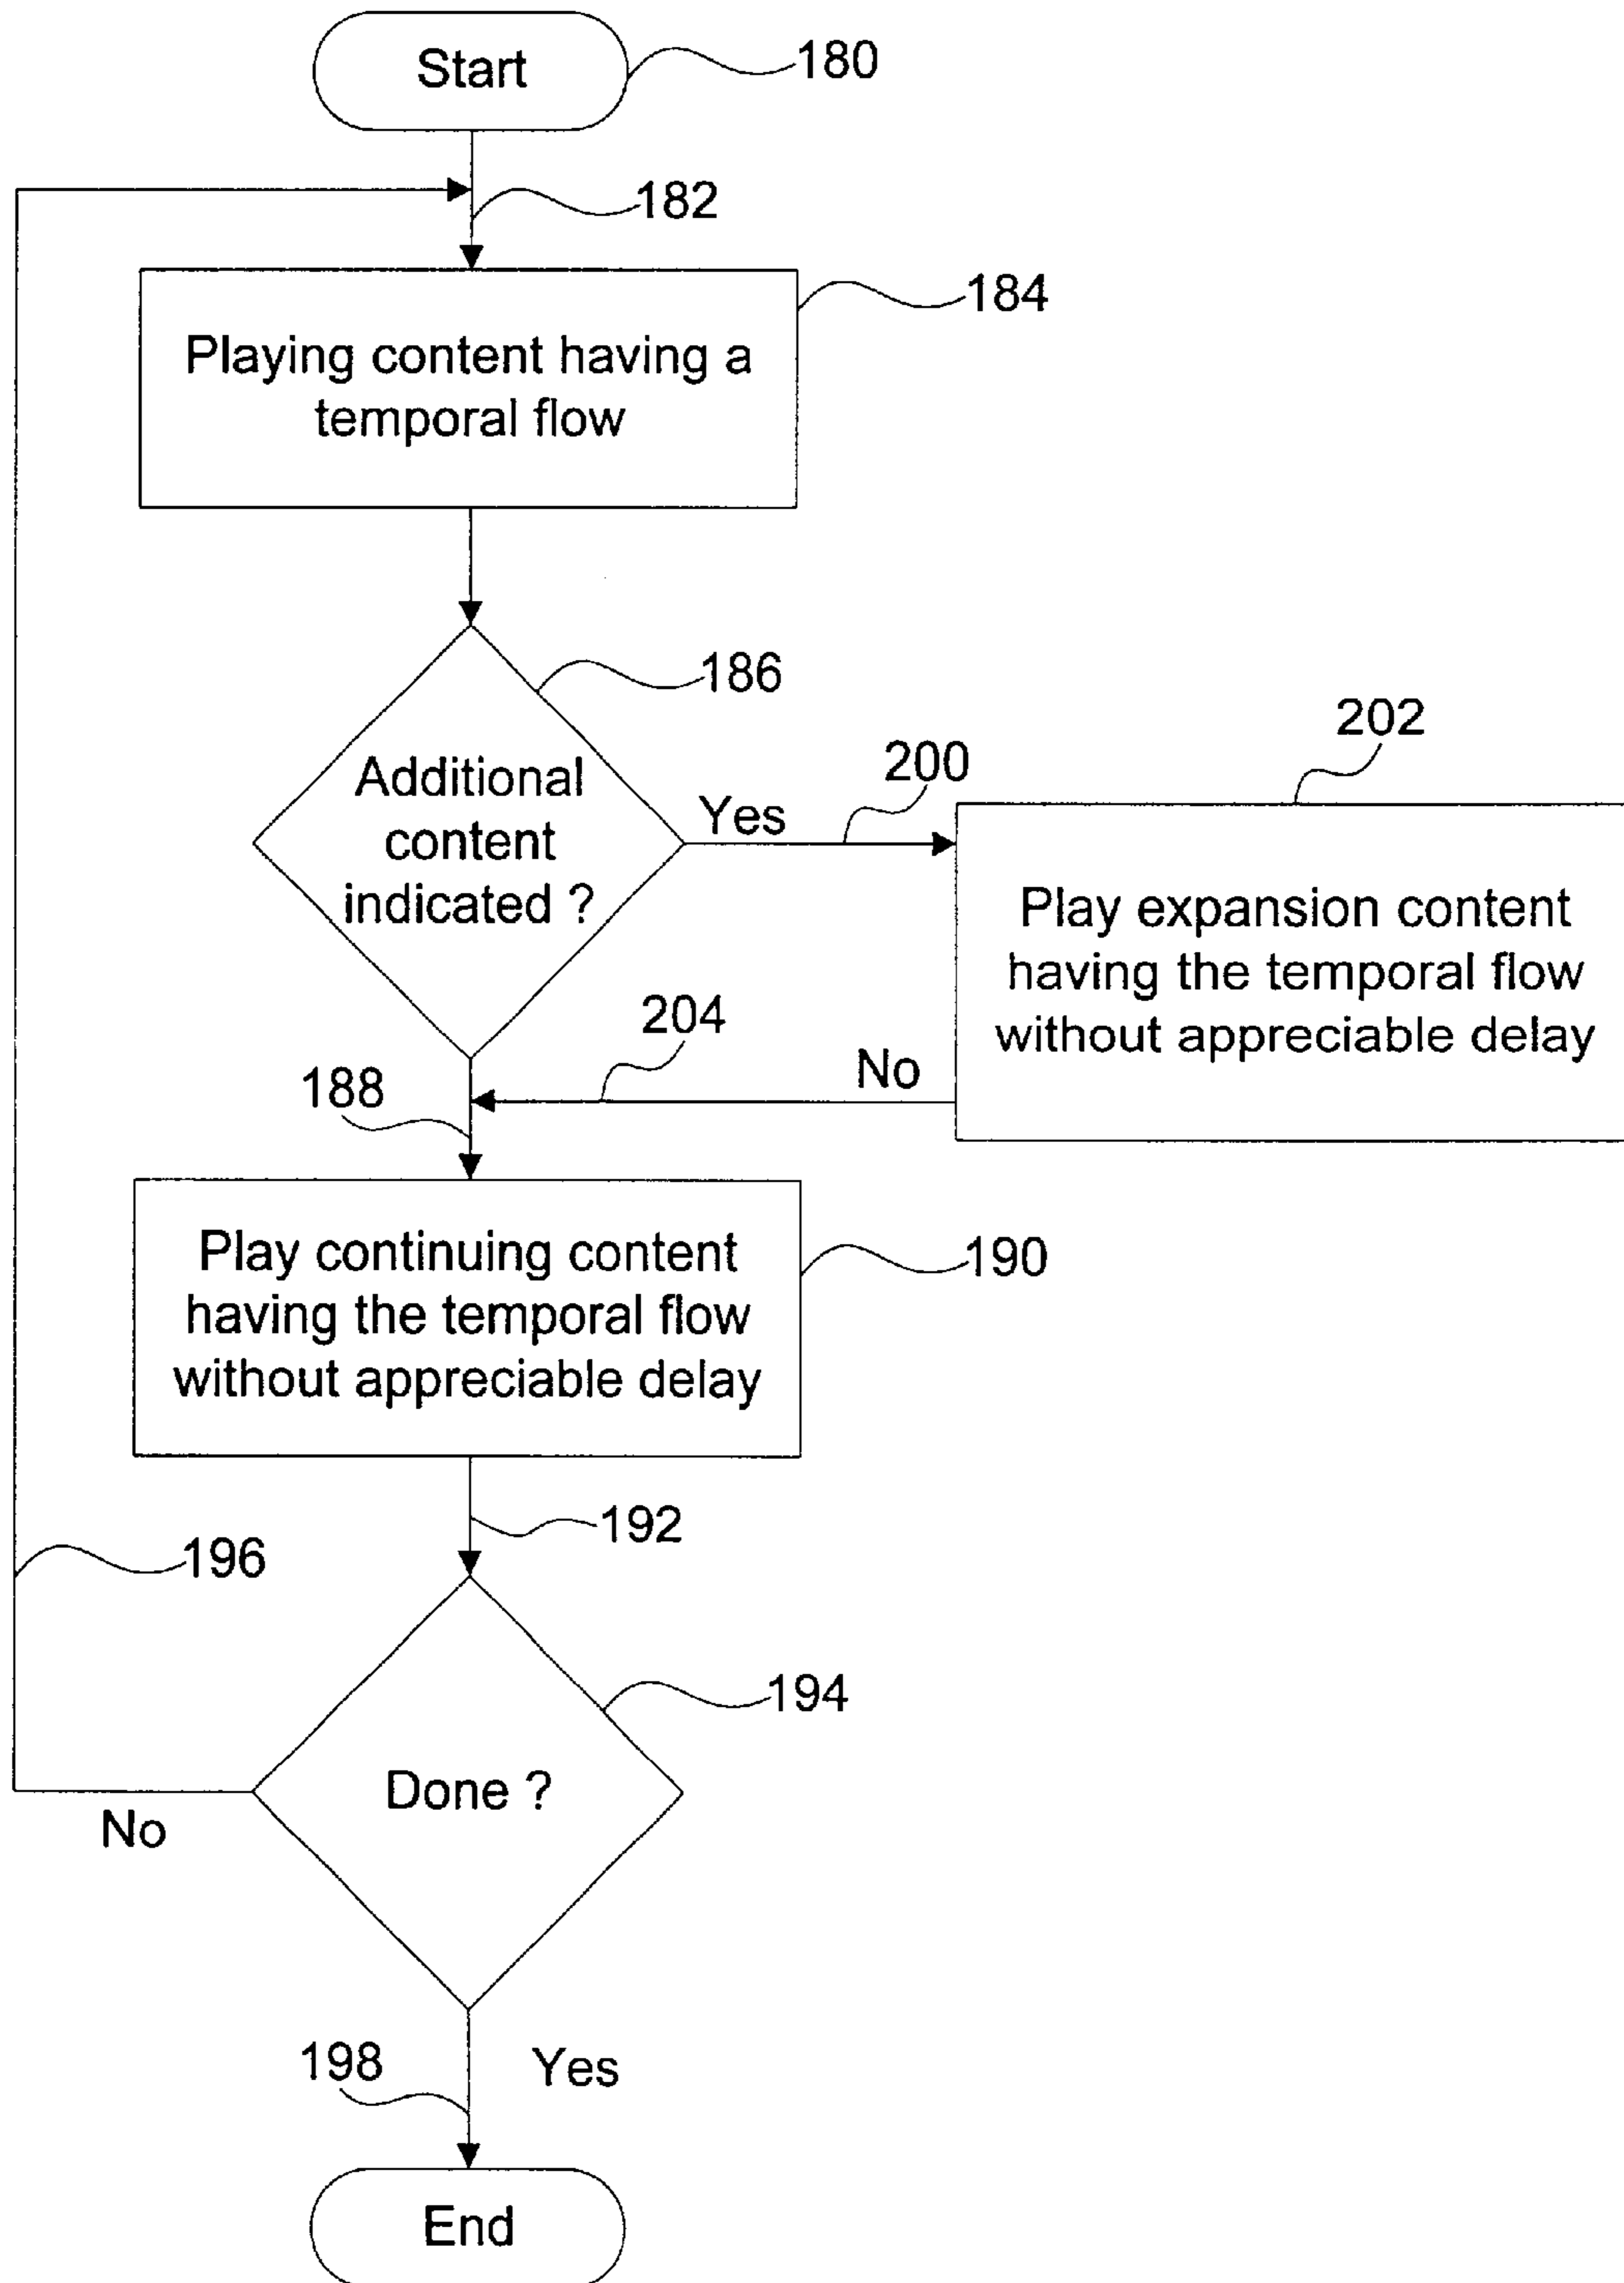 Start
180
182
184
Playing content having a
temporal flow
186
Additional
content
indicated ?
Yes
200
202
Play expansion content
having the temporal flow
without appreciable delay
204
No
188
Play continuing content
having the temporal flow
without appreciable delay
190
192
196
194
Done ?
No
198
Yes
End